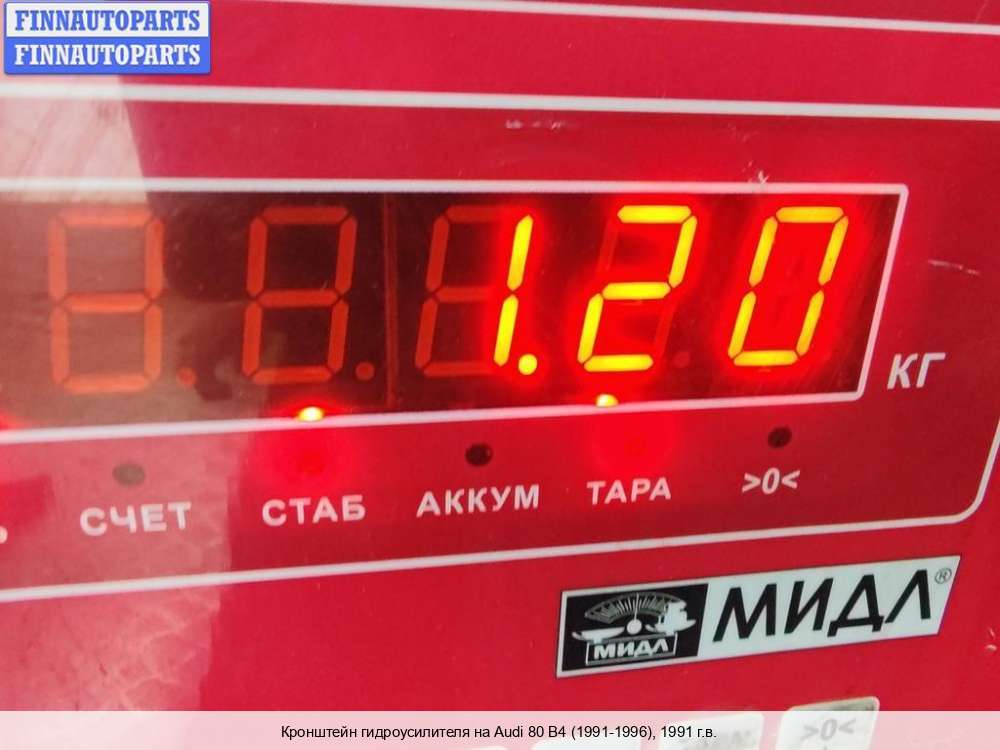 FINNAUTOPARTS
FINNAUTOPARTS
1.20
КГ
СЧЕТ СТАБ АККУМ ТАРА >0<
МИДЛ МИДЛ®
>0<
Кронштейн гидроусилителя на Audi 80 B4 (1991-1996), 1991 г.в.